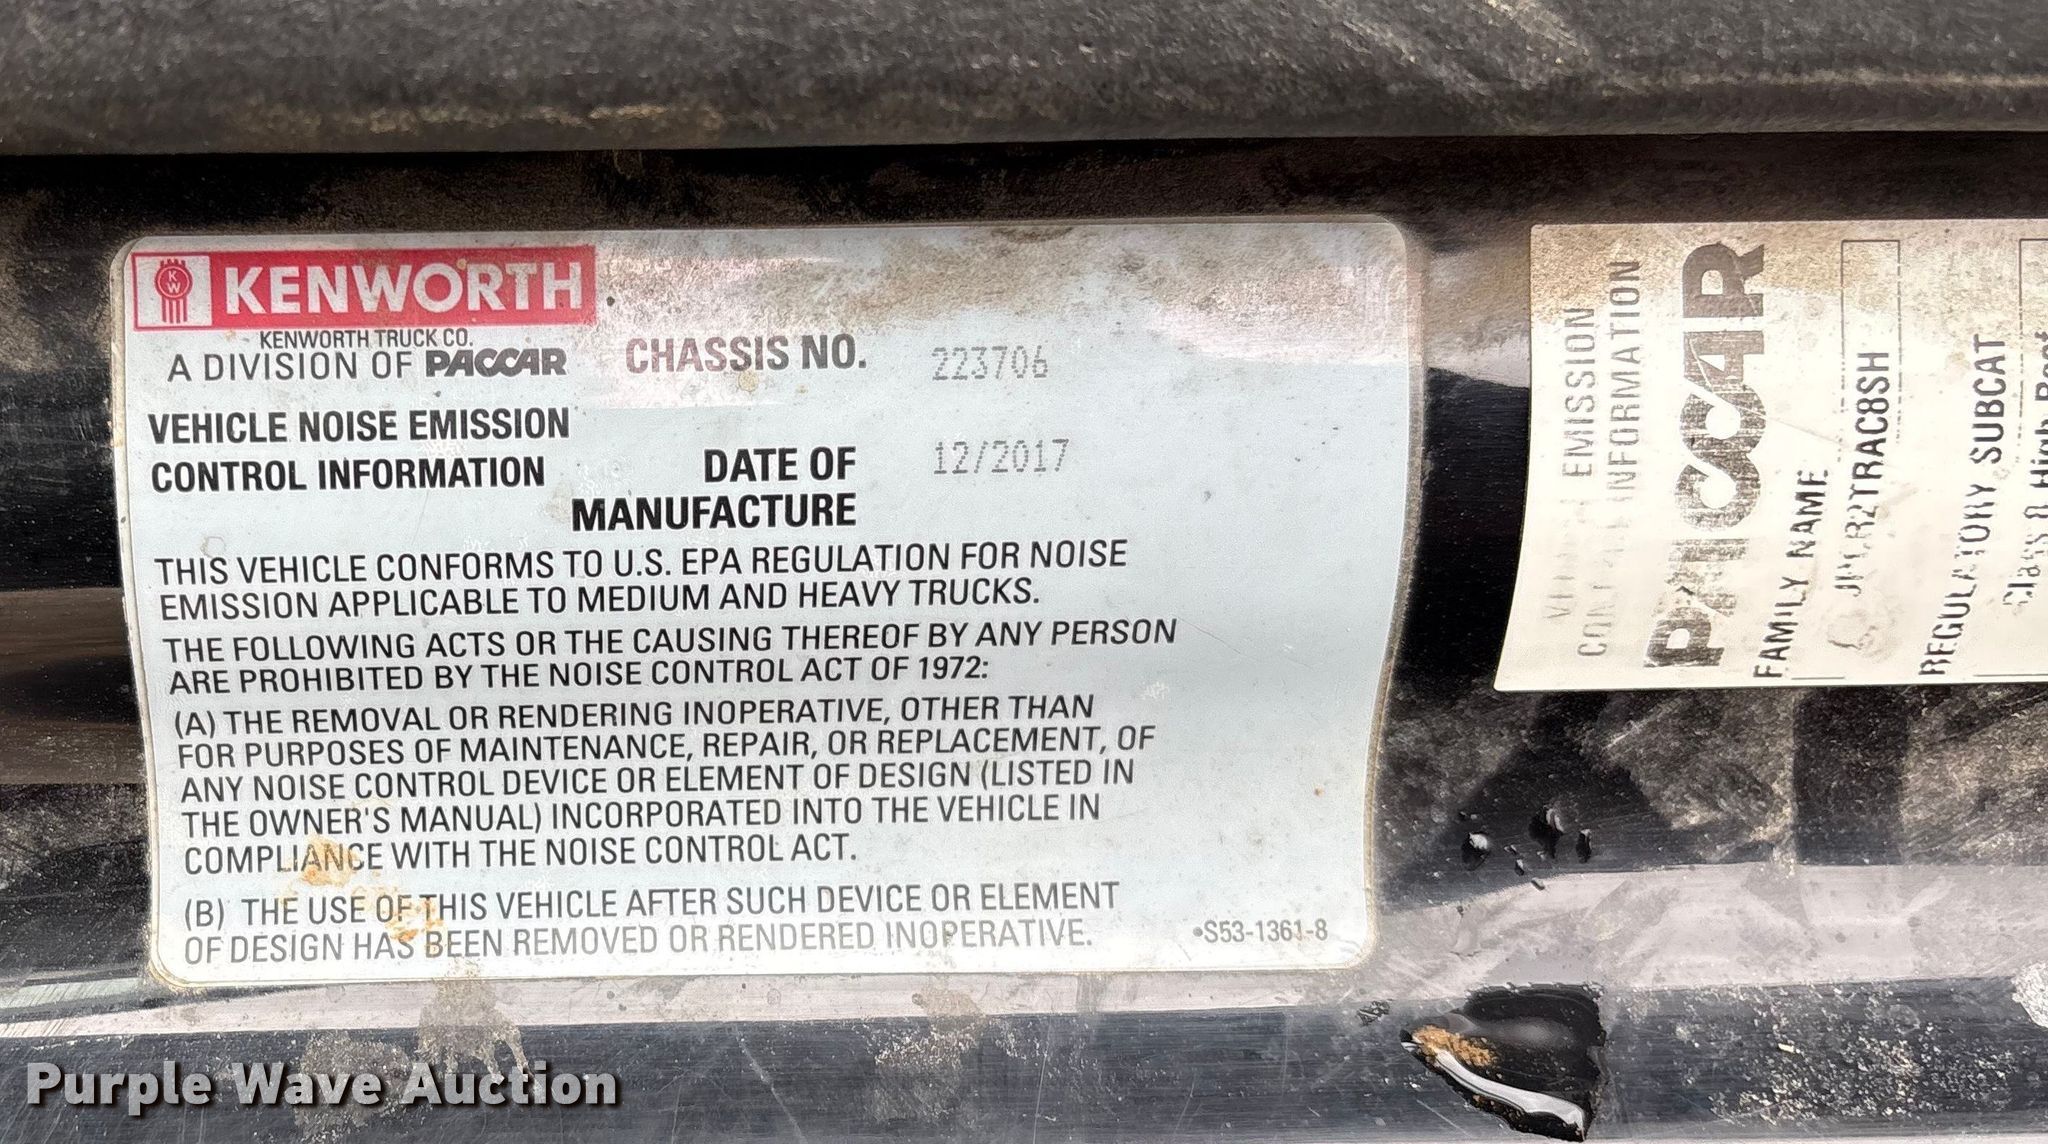 KW KENWORTH
KENWORTH TRUCK CO.
A DIVISION OF PACCAR
CHASSIS NO. 223706
VEHICLE NOISE EMISSION
CONTROL INFORMATION
DATE OF
MANUFACTURE
12/2017
THIS VEHICLE CONFORMS TO U.S. EPA REGULATION FOR NOISE
EMISSION APPLICABLE TO MEDIUM AND HEAVY TRUCKS.
THE FOLLOWING ACTS OR THE CAUSING THEREOF BY ANY PERSON
ARE PROHIBITED BY THE NOISE CONTROL ACT OF 1972:
(A) THE REMOVAL OR RENDERING INOPERATIVE, OTHER THAN
FOR PURPOSES OF MAINTENANCE, REPAIR, OR REPLACEMENT, OF
ANY NOISE CONTROL DEVICE OR ELEMENT OF DESIGN (LISTED IN
THE OWNER'S MANUAL) INCORPORATED INTO THE VEHICLE IN
COMPLIANCE WITH THE NOISE CONTROL ACT.
(B) THE USE OF THIS VEHICLE AFTER SUCH DEVICE OR ELEMENT
OF DESIGN HAS BEEN REMOVED OR RENDERED INOPERATIVE.
•S53-1361-8
EMISSION
INFORMATION
PACCAR
FAMILY NAME
REGULATORY SUBCAT
Class 8 High Roof
Purple Wave Auction